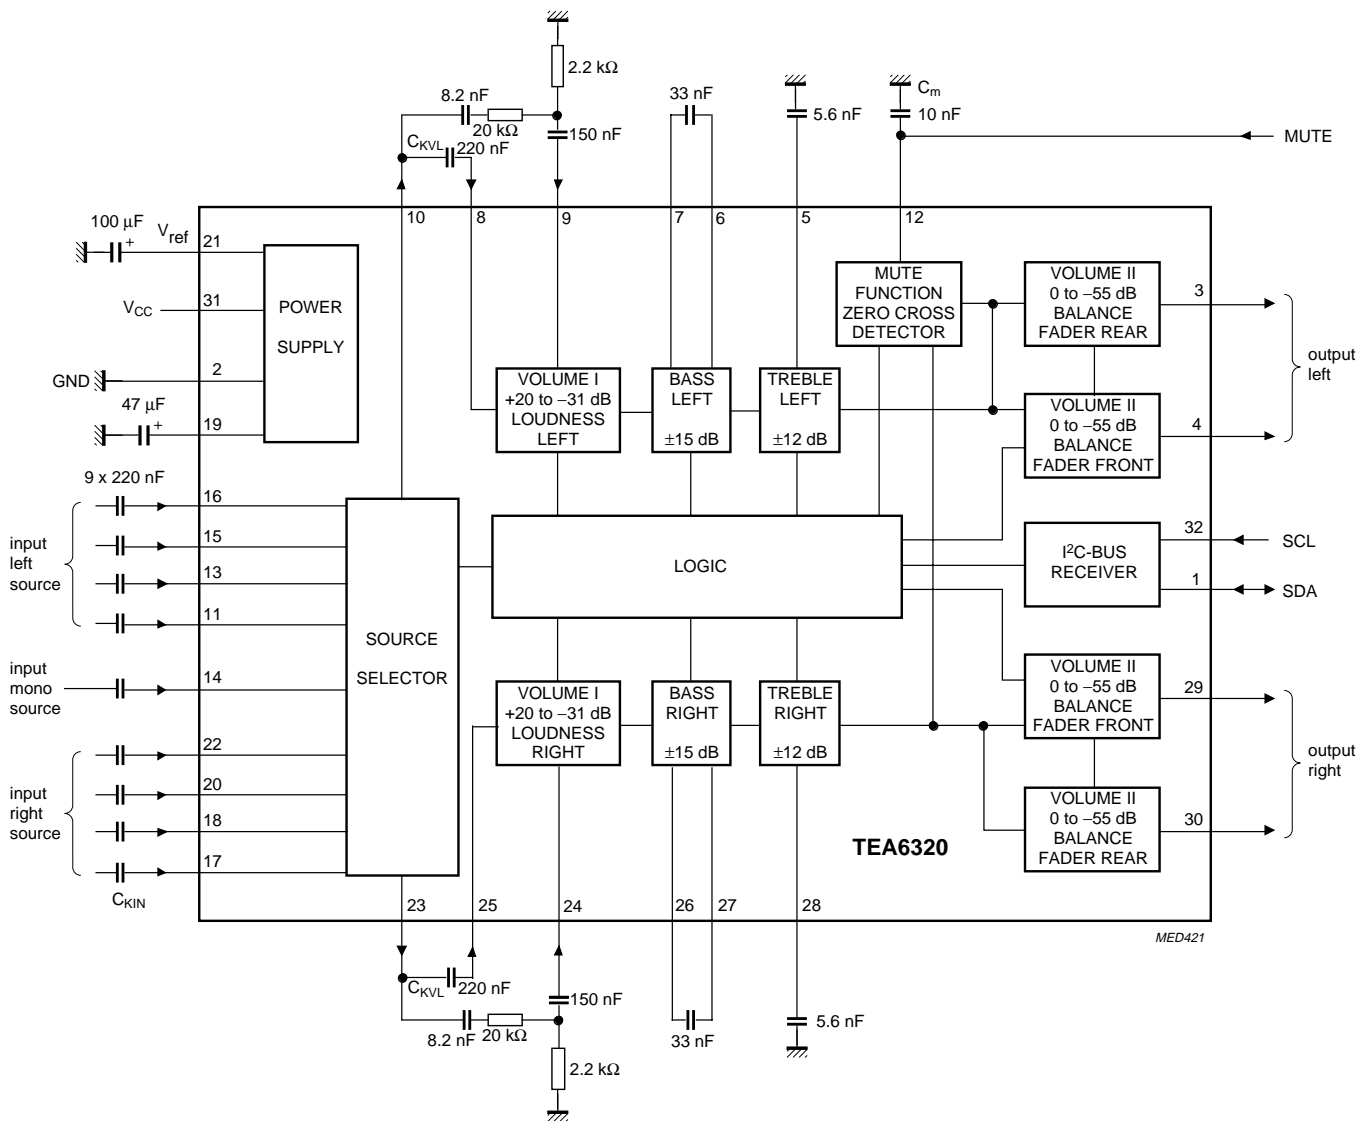 2.2 kΩ
8.2 nF
20 kΩ
150 nF
C_KVL
220 nF
33 nF
5.6 nF
C_m
10 nF
MUTE
10
8
9
7
6
5
12
100 µF
+
V_ref
21
V_CC
31
GND
2
47 µF
+
19
POWER
SUPPLY
MUTE
FUNCTION
ZERO CROSS
DETECTOR
VOLUME II
0 to −55 dB
BALANCE
FADER REAR
3
VOLUME I
+20 to −31 dB
LOUDNESS
LEFT
BASS
LEFT
±15 dB
TREBLE
LEFT
±12 dB
VOLUME II
0 to −55 dB
BALANCE
FADER FRONT
4
output
left
9 x 220 nF
16
15
13
11
input
left
source
input
mono
source
14
22
20
18
17
input
right
source
C_KIN
SOURCE
SELECTOR
LOGIC
I²C-BUS
RECEIVER
32
SCL
1
SDA
VOLUME I
+20 to −31 dB
LOUDNESS
RIGHT
BASS
RIGHT
±15 dB
TREBLE
RIGHT
±12 dB
VOLUME II
0 to −55 dB
BALANCE
FADER FRONT
29
VOLUME II
0 to −55 dB
BALANCE
FADER REAR
30
output
right
TEA6320
23
25
24
26
27
28
MED421
C_KVL
220 nF
150 nF
8.2 nF
20 kΩ
33 nF
5.6 nF
2.2 kΩ